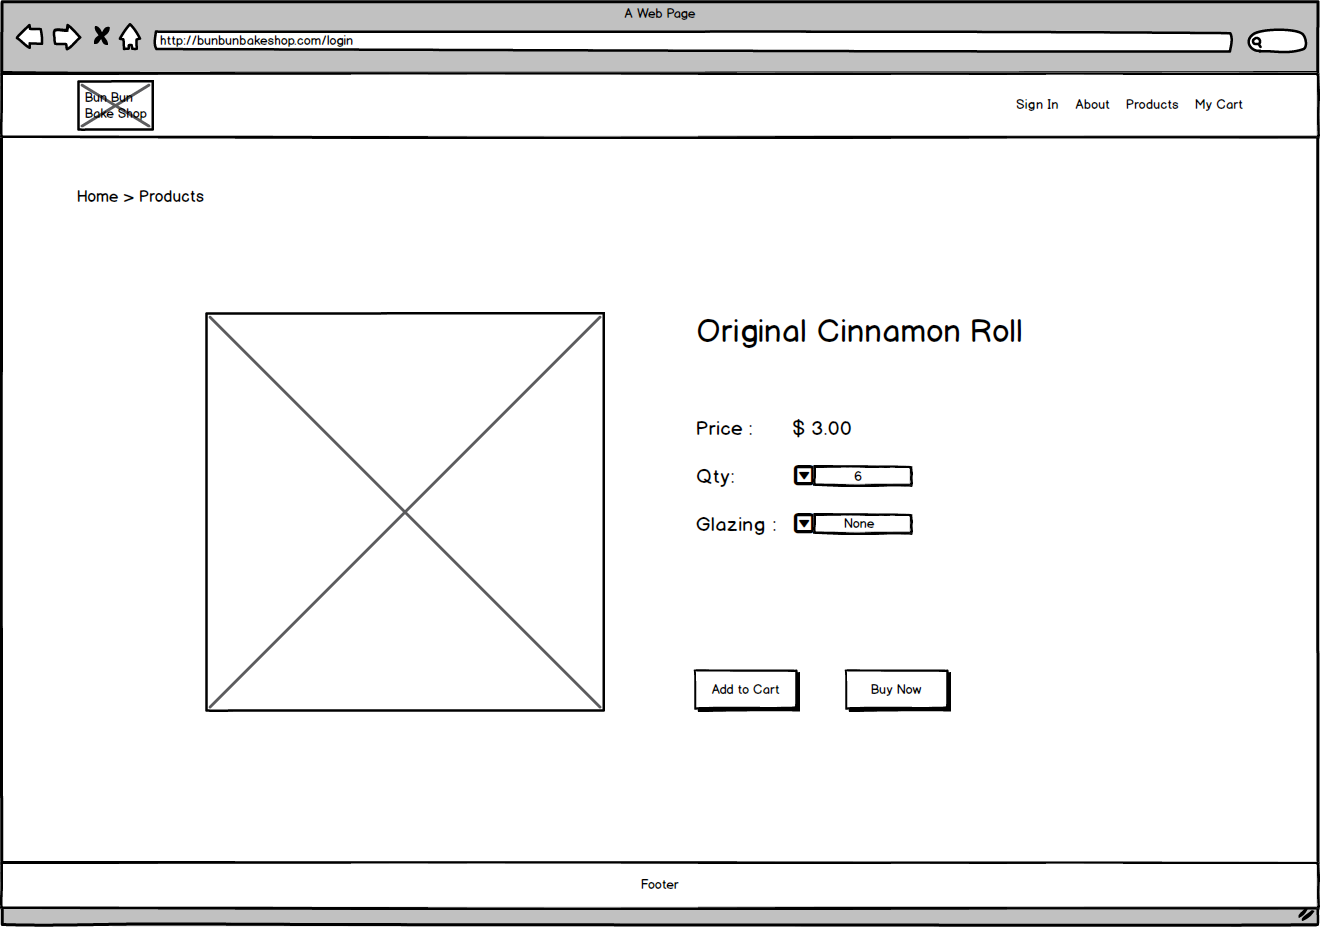 A Web Page
http://bunbunbakeshop.com/login
Bun Bun
Bake Shop
Sign In About Products My Cart
Home > Products
Original Cinnamon Roll
Price : $ 3.00
Qty: 6
Glazing : None
Add to Cart Buy Now
Footer